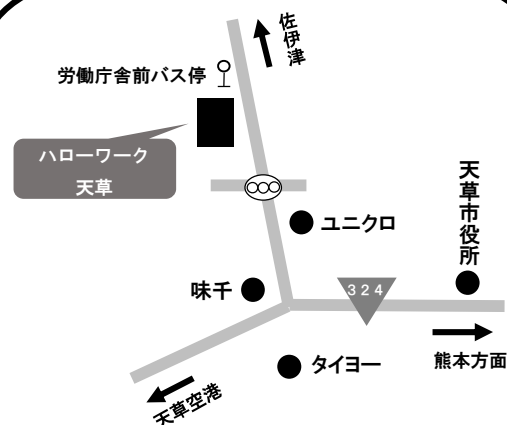 佐伊津
労働庁舎前バス停
ハローワーク
天草
天草市役所
ユニクロ
味千
324
熊本方面
タイヨー
天草空港